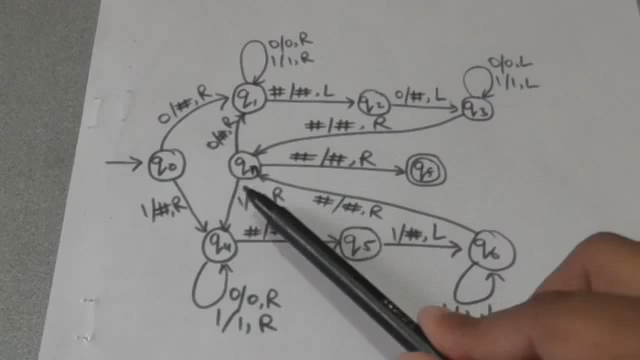 0/0, R
1/1, R
0/0, L
1/1, L
0/#, R
q1
#/#, L
q2
0/#, L
q3
0/#, R
#/#, R
q0
#/#, R
1/#, R
#/#, R
q4
q5
1/#, L
q6
0/0, R
1/1, R